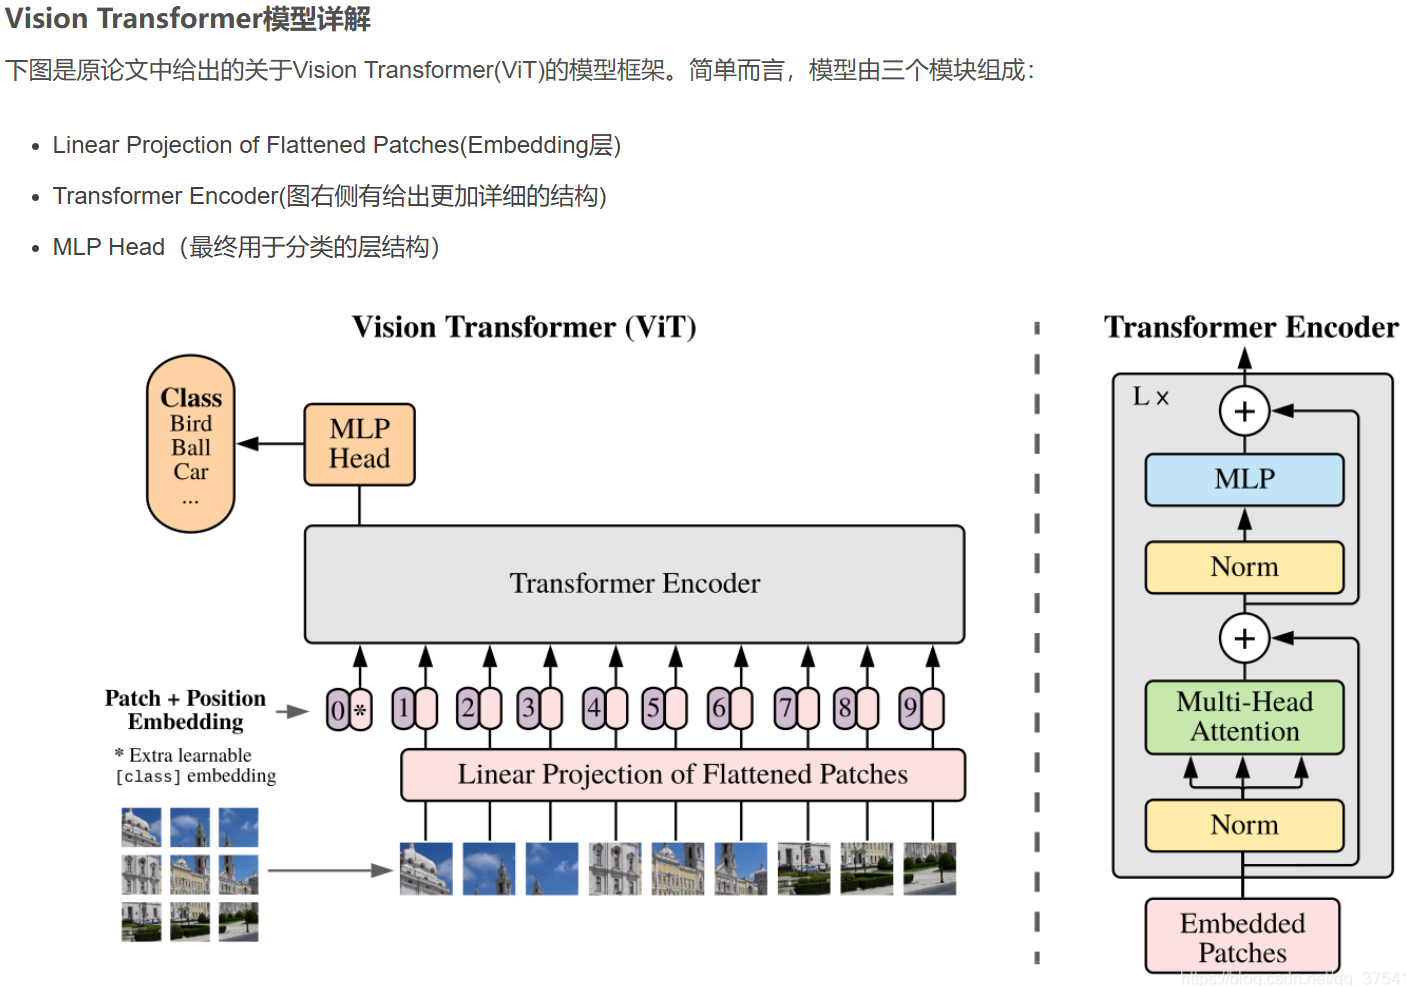 Vision Transformer模型详解
下图是原论文中给出的关于Vision Transformer(ViT)的模型框架。简单而言，模型由三个模块组成：
Linear Projection of Flattened Patches(Embedding层)
Transformer Encoder(图右侧有给出更加详细的结构)
MLP Head（最终用于分类的层结构）
Vision Transformer (ViT)
Class
Bird
Ball
Car
...
MLP
Head
Transformer Encoder
Patch + Position
Embedding
* Extra learnable
[class] embedding
0 * 1 2 3 4 5 6 7 8 9
Linear Projection of Flattened Patches
Transformer Encoder
L x
+
MLP
Norm
+
Multi-Head
Attention
Norm
Embedded
Patches
https://blog.csdn.net/qq_37541